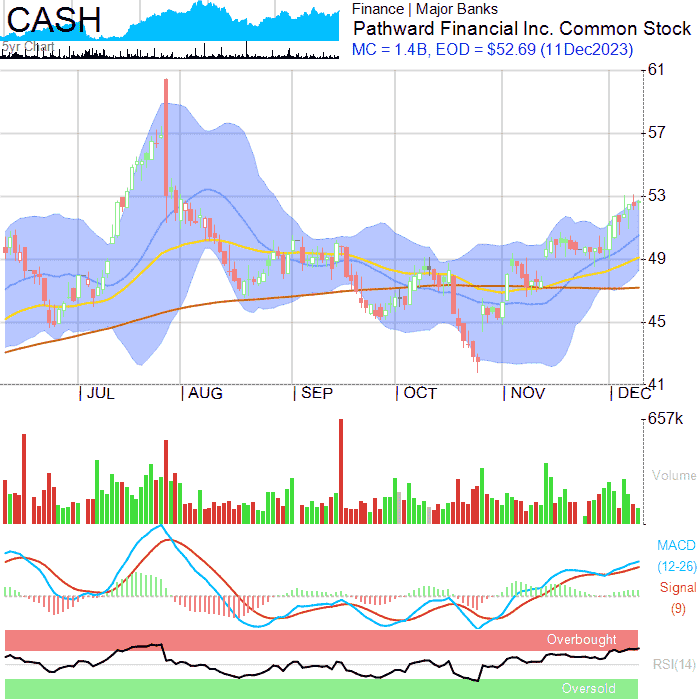 CASH
5yr Chart
Finance | Major Banks
Pathward Financial Inc. Common Stock
MC = 1.4B, EOD = $52.69 (11Dec2023)
61
57
53
49
45
41
JUL AUG SEP OCT NOV DEC
657k
Volume
MACD
(12-26)
Signal
(9)
Overbought
RSI(14)
Oversold